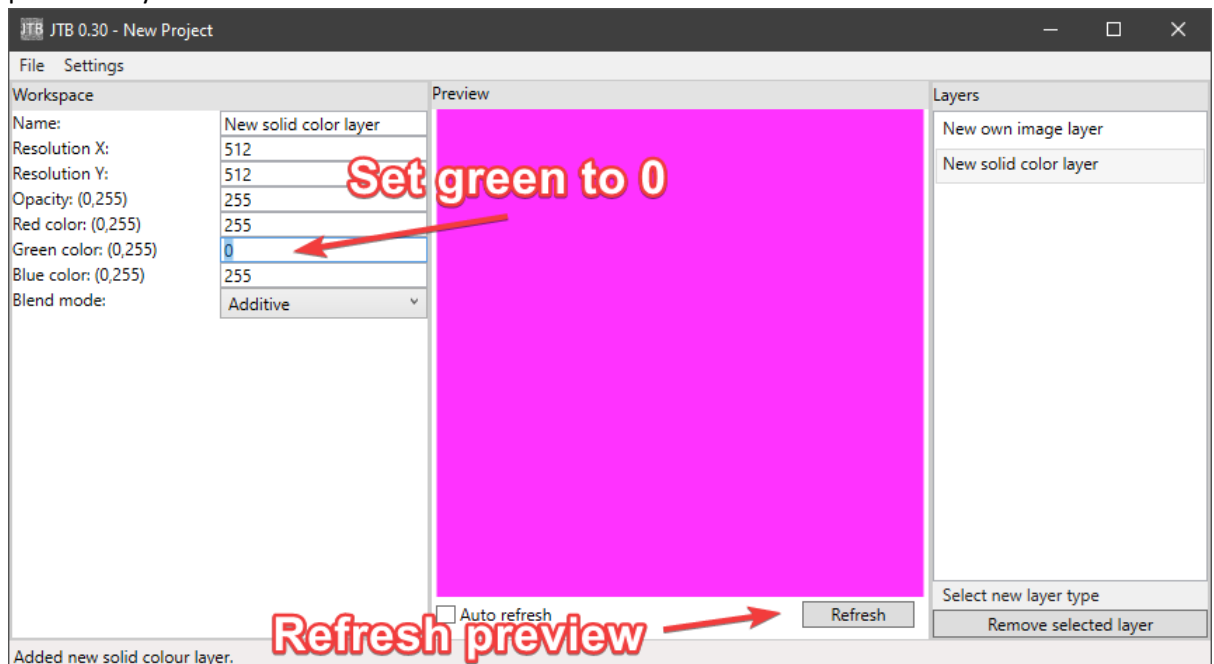 JTB JTB 0.30 - New Project
File Settings
Workspace
Name: New solid color layer
Resolution X: 512
Resolution Y: 512
Opacity: (0,255) 255
Red color: (0,255) 255
Green color: (0,255) 0
Blue color: (0,255) 255
Blend mode: Additive
Preview
Set green to 0
Auto refresh
Refresh
Refresh preview
Layers
New own image layer
New solid color layer
Select new layer type
Remove selected layer
Added new solid colour layer.